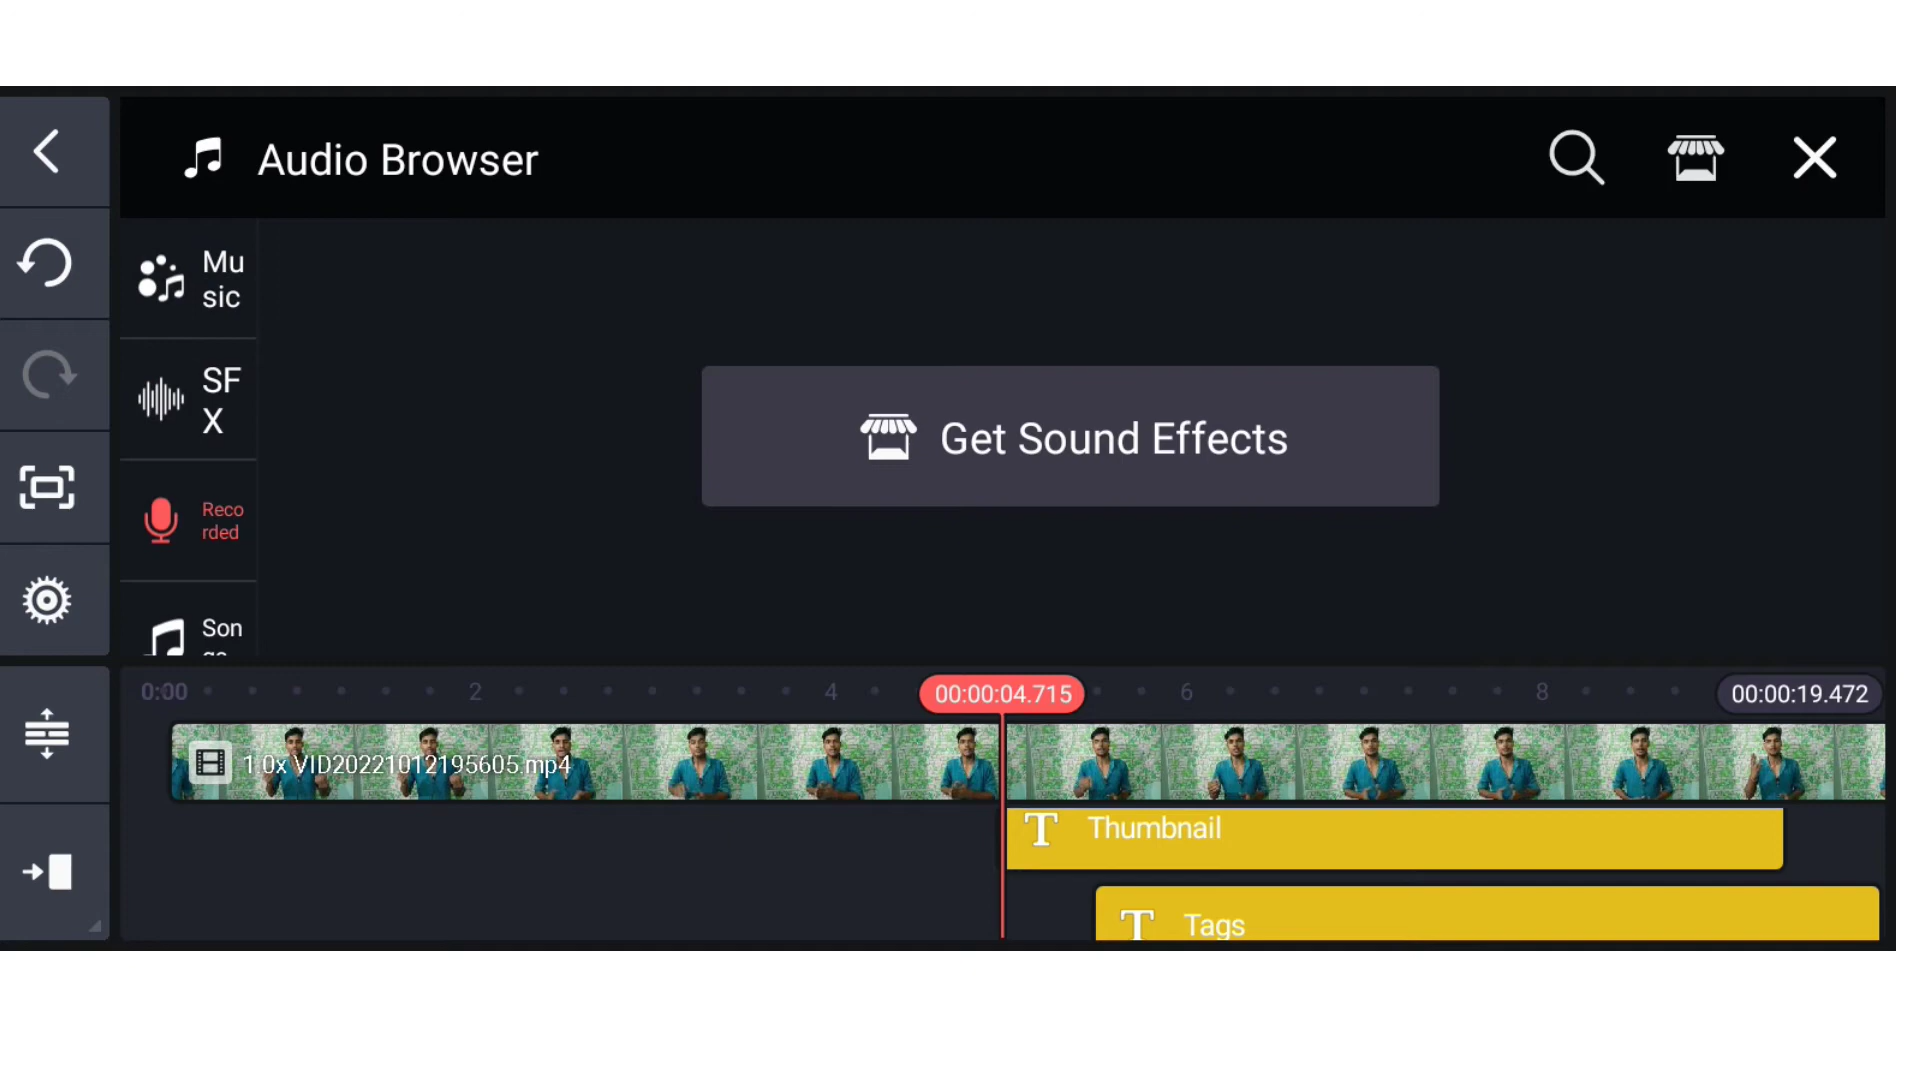 Audio Browser
Mu
sic
SF
X
Get Sound Effects
Reco
rded
Son
0:00 2 4 00:00:04.715 6 8 00:00:19.472
1.0x VID20221012195605.mp4
T Thumbnail
T Tags